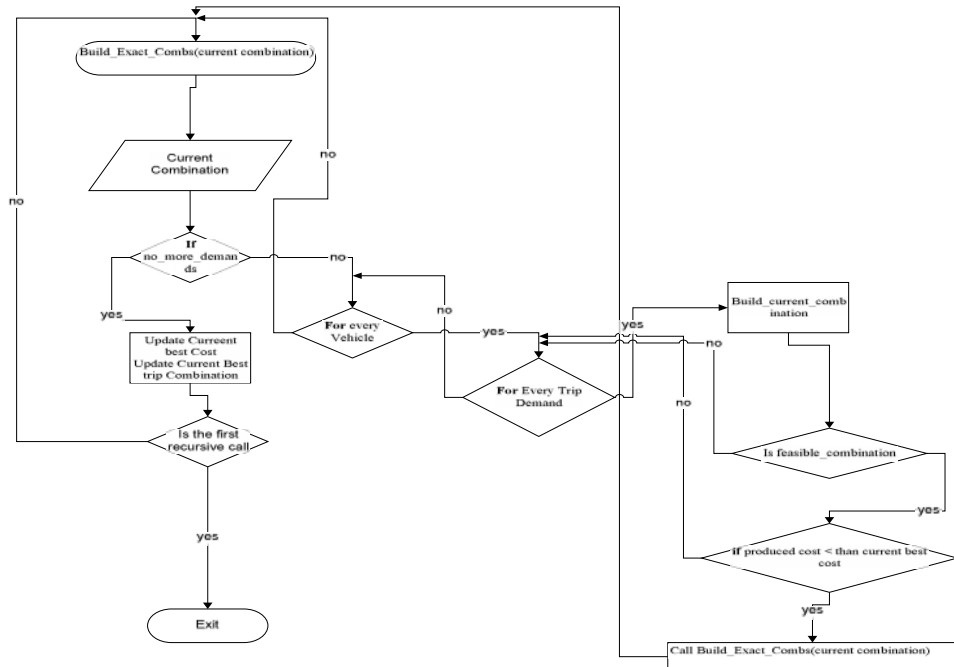 Build_Exact_Combs(current combination)
Current
Combination
no
no
If
no_more_deman
ds
no
yes
Update Curreent
best Cost
Update Current Best
trip Combination
For every
Vehicle
yes
no
For Every Trip
Demand
yes
Build_current_comb
ination
no
no
Is the first
recursive call
Is feasible_combination
yes
yes
if produced cost < than current best
cost
yes
Exit
Call Build_Exact_Combs(current combination)